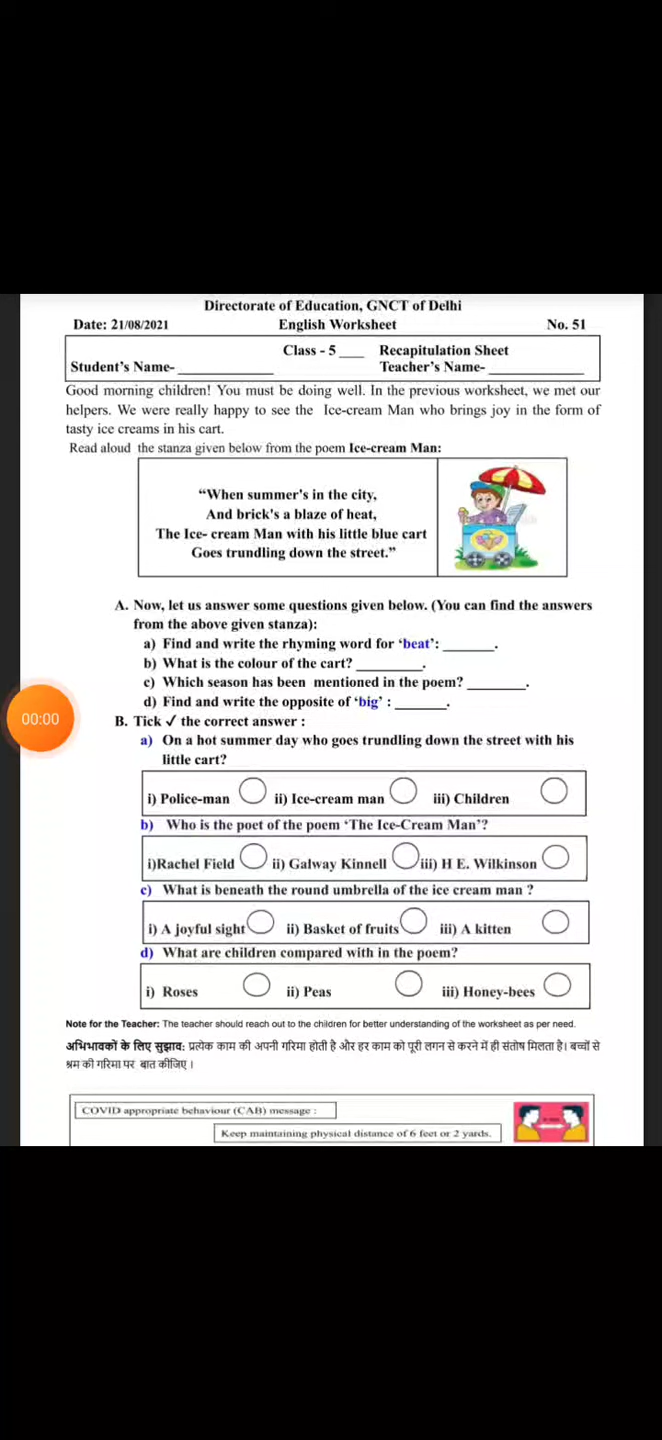 Directorate of Education, GNCT of Delhi
Date: 21/08/2021 English Worksheet No. 51
Class - 5 ____ Recapitulation Sheet
Student's Name- ______________ Teacher's Name- ______________
Good morning children! You must be doing well. In the previous worksheet, we met our
helpers. We were really happy to see the Ice-cream Man who brings joy in the form of
tasty ice creams in his cart.
Read aloud the stanza given below from the poem Ice-cream Man:
“When summer's in the city,
And brick's a blaze of heat,
The Ice- cream Man with his little blue cart
Goes trundling down the street.”
A. Now, let us answer some questions given below. (You can find the answers
from the above given stanza):
a) Find and write the rhyming word for ‘beat’: _______.
b) What is the colour of the cart? _________.
c) Which season has been mentioned in the poem? ________.
d) Find and write the opposite of ‘big’ : _______.
00:00
B. Tick ✓ the correct answer :
a) On a hot summer day who goes trundling down the street with his
little cart?
i) Police-man ii) Ice-cream man iii) Children
b) Who is the poet of the poem ‘The Ice-Cream Man’?
i)Rachel Field ii) Galway Kinnell iii) H E. Wilkinson
c) What is beneath the round umbrella of the ice cream man ?
i) A joyful sight ii) Basket of fruits iii) A kitten
d) What are children compared with in the poem?
i) Roses ii) Peas iii) Honey-bees
Note for the Teacher: The teacher should reach out to the children for better understanding of the worksheet as per need.
अभिभावकों के लिए सुझाव: प्रत्येक काम की अपनी गरिमा होती है और हर काम को पूरी लगन से करने में ही संतोष मिलता है। बच्चों से
श्रम की गरिमा पर बात कीजिए ।
COVID appropriate behaviour (CAB) message :
Keep maintaining physical distance of 6 feet or 2 yards.